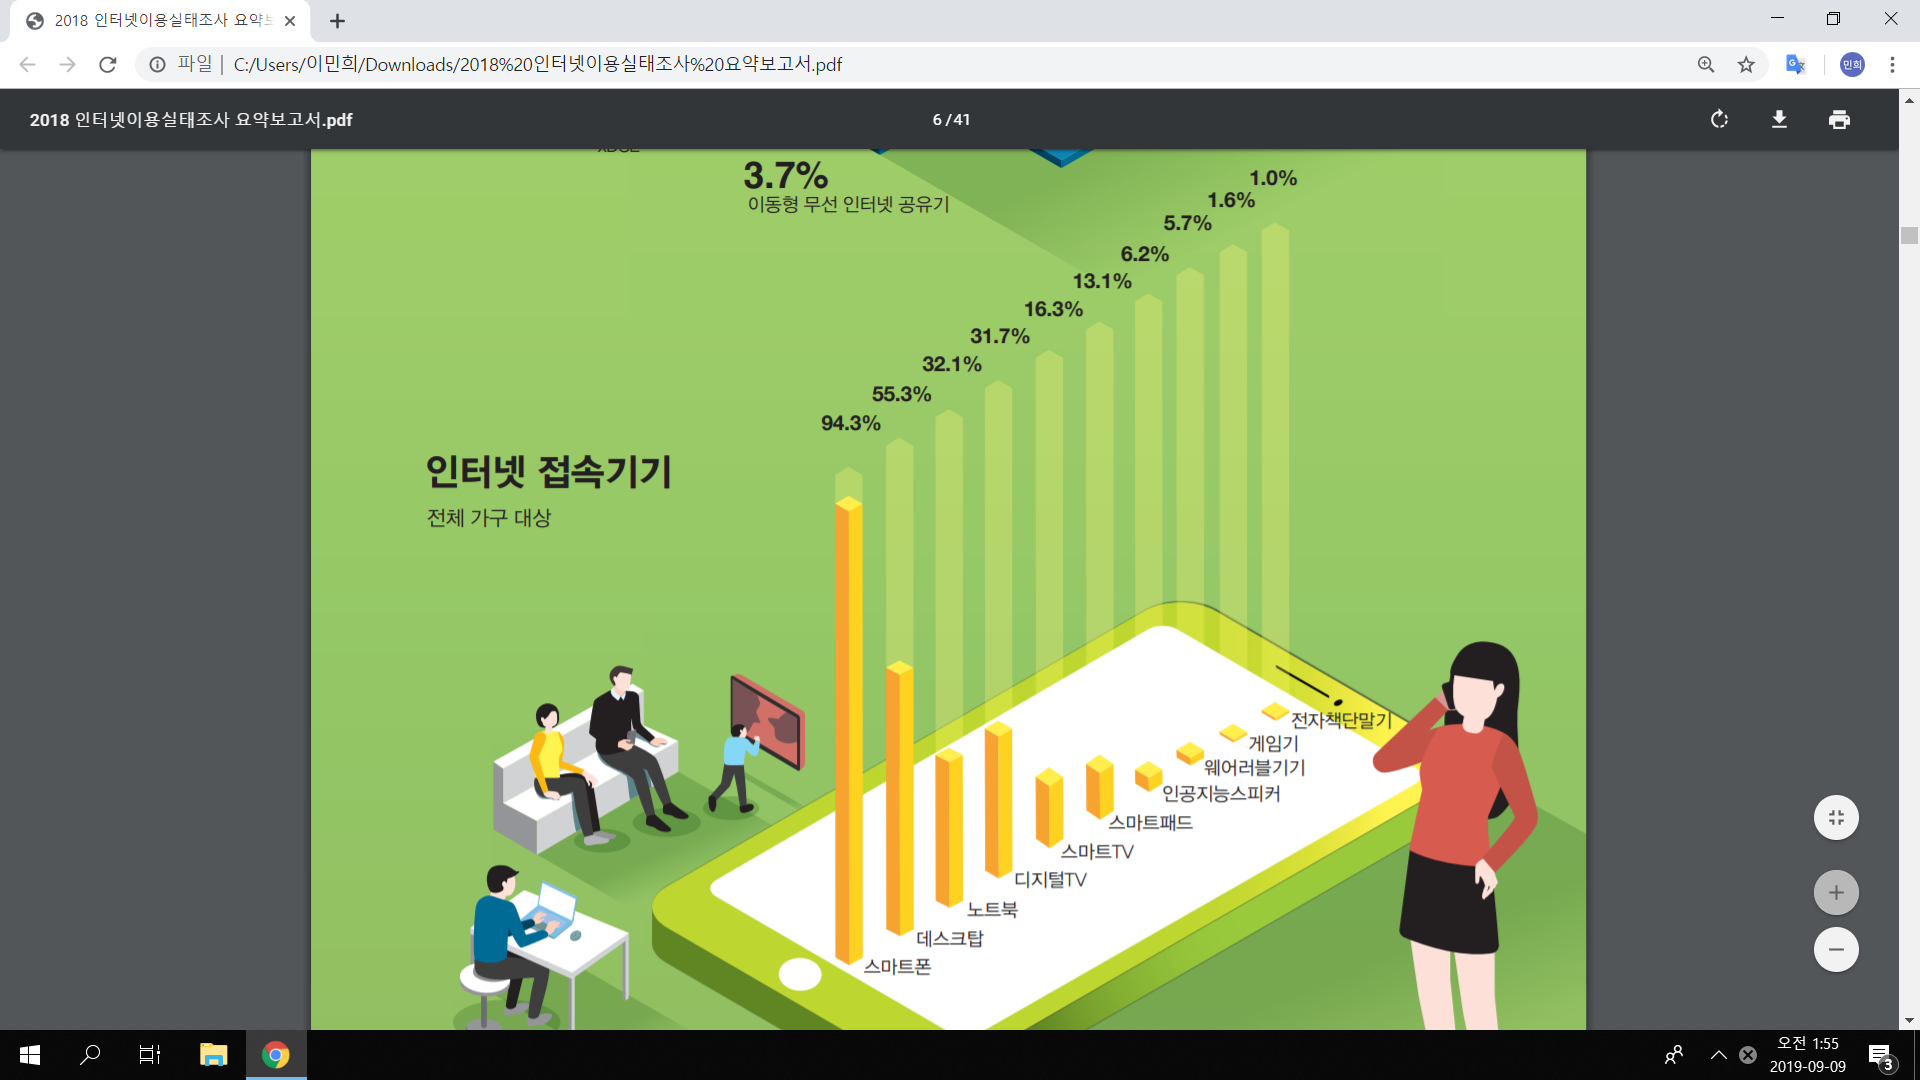 2018 인터넷이용실태조사 요약보
파일 | C:/Users/이민희/Downloads/2018%20인터넷이용실태조사%20요약보고서.pdf
민희
2018 인터넷이용실태조사 요약보고서.pdf
6 / 41
3.7%
이동형 무선 인터넷 공유기
1.0%
1.6%
5.7%
6.2%
13.1%
16.3%
31.7%
32.1%
55.3%
94.3%
인터넷 접속기기
전체 가구 대상
전자책단말기
게임기
웨어러블기기
인공지능스피커
스마트패드
스마트TV
디지털TV
노트북
데스크탑
스마트폰
오전 1:55
2019-09-09
3